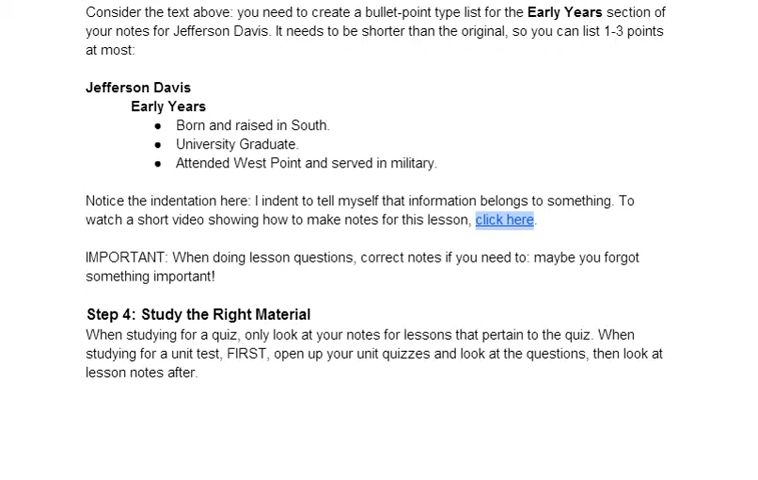 Consider the text above: you need to create a bullet-point type list for the Early Years section of
your notes for Jefferson Davis. It needs to be shorter than the original, so you can list 1-3 points
at most:
Jefferson Davis
Early Years
● Born and raised in South.
● University Graduate.
● Attended West Point and served in military.
Notice the indentation here: I indent to tell myself that information belongs to something. To
watch a short video showing how to make notes for this lesson, click here.
IMPORTANT: When doing lesson questions, correct notes if you need to: maybe you forgot
something important!
Step 4: Study the Right Material
When studying for a quiz, only look at your notes for lessons that pertain to the quiz. When
studying for a unit test, FIRST, open up your unit quizzes and look at the questions, then look at
lesson notes after.